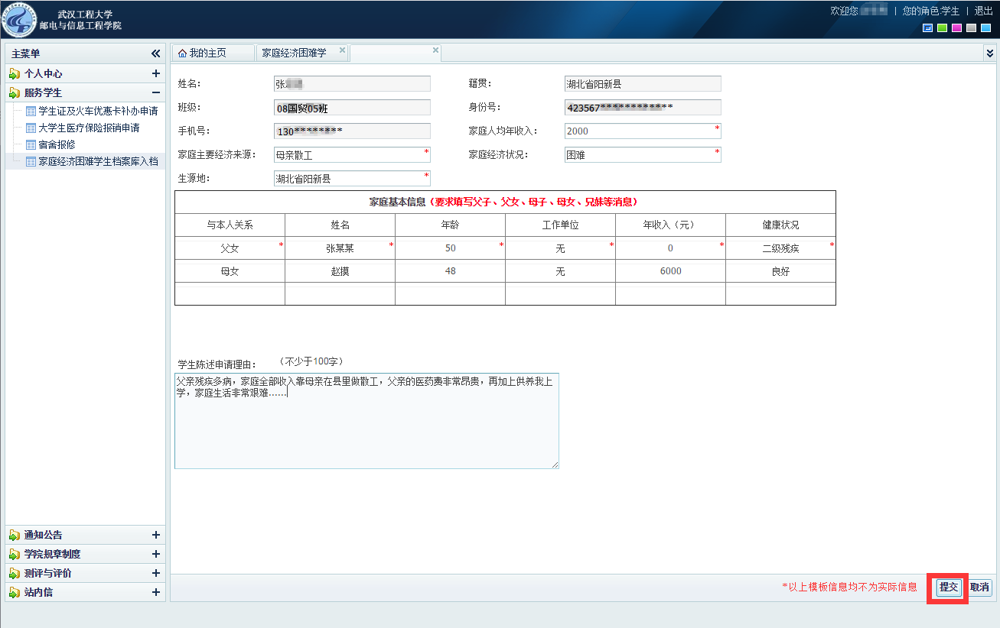 武汉工程大学
邮电与信息工程学院
欢迎您 | 您的角色:学生 | 退出
主菜单
个人中心
服务学生
学生证及火车优惠卡补办申请
大学生医疗保险报销申请
宿舍报修
家庭经济困难学生档案库入档
通知公告
学院规章制度
测评与评价
站内信
我的主页 家庭经济困难学
姓名: 张 籍贯: 湖北省阳新县
班级: 08国贸05班 身份号: 423567************
手机号: 130******** 家庭人均年收入: 2000 *
家庭主要经济来源: 母亲散工 * 家庭经济状况: 困难 *
生源地: 湖北省阳新县 *
家庭基本信息（要求填写父子、父女、母子、母女、兄妹等消息）
与本人关系 姓名 年龄 工作单位 年收入（元） 健康状况
父女 * 张某某 * 50 * 无 * 0 * 二级残疾 *
母女 赵摸 48 无 6000 良好
学生陈述申请理由: （不少于100字）
父亲残疾多病，家庭全部收入靠母亲在县里做散工，父亲的医药费非常昂贵，再加上供养我上
学，家庭生活非常艰难......
*以上模板信息均不为实际信息 提交 取消